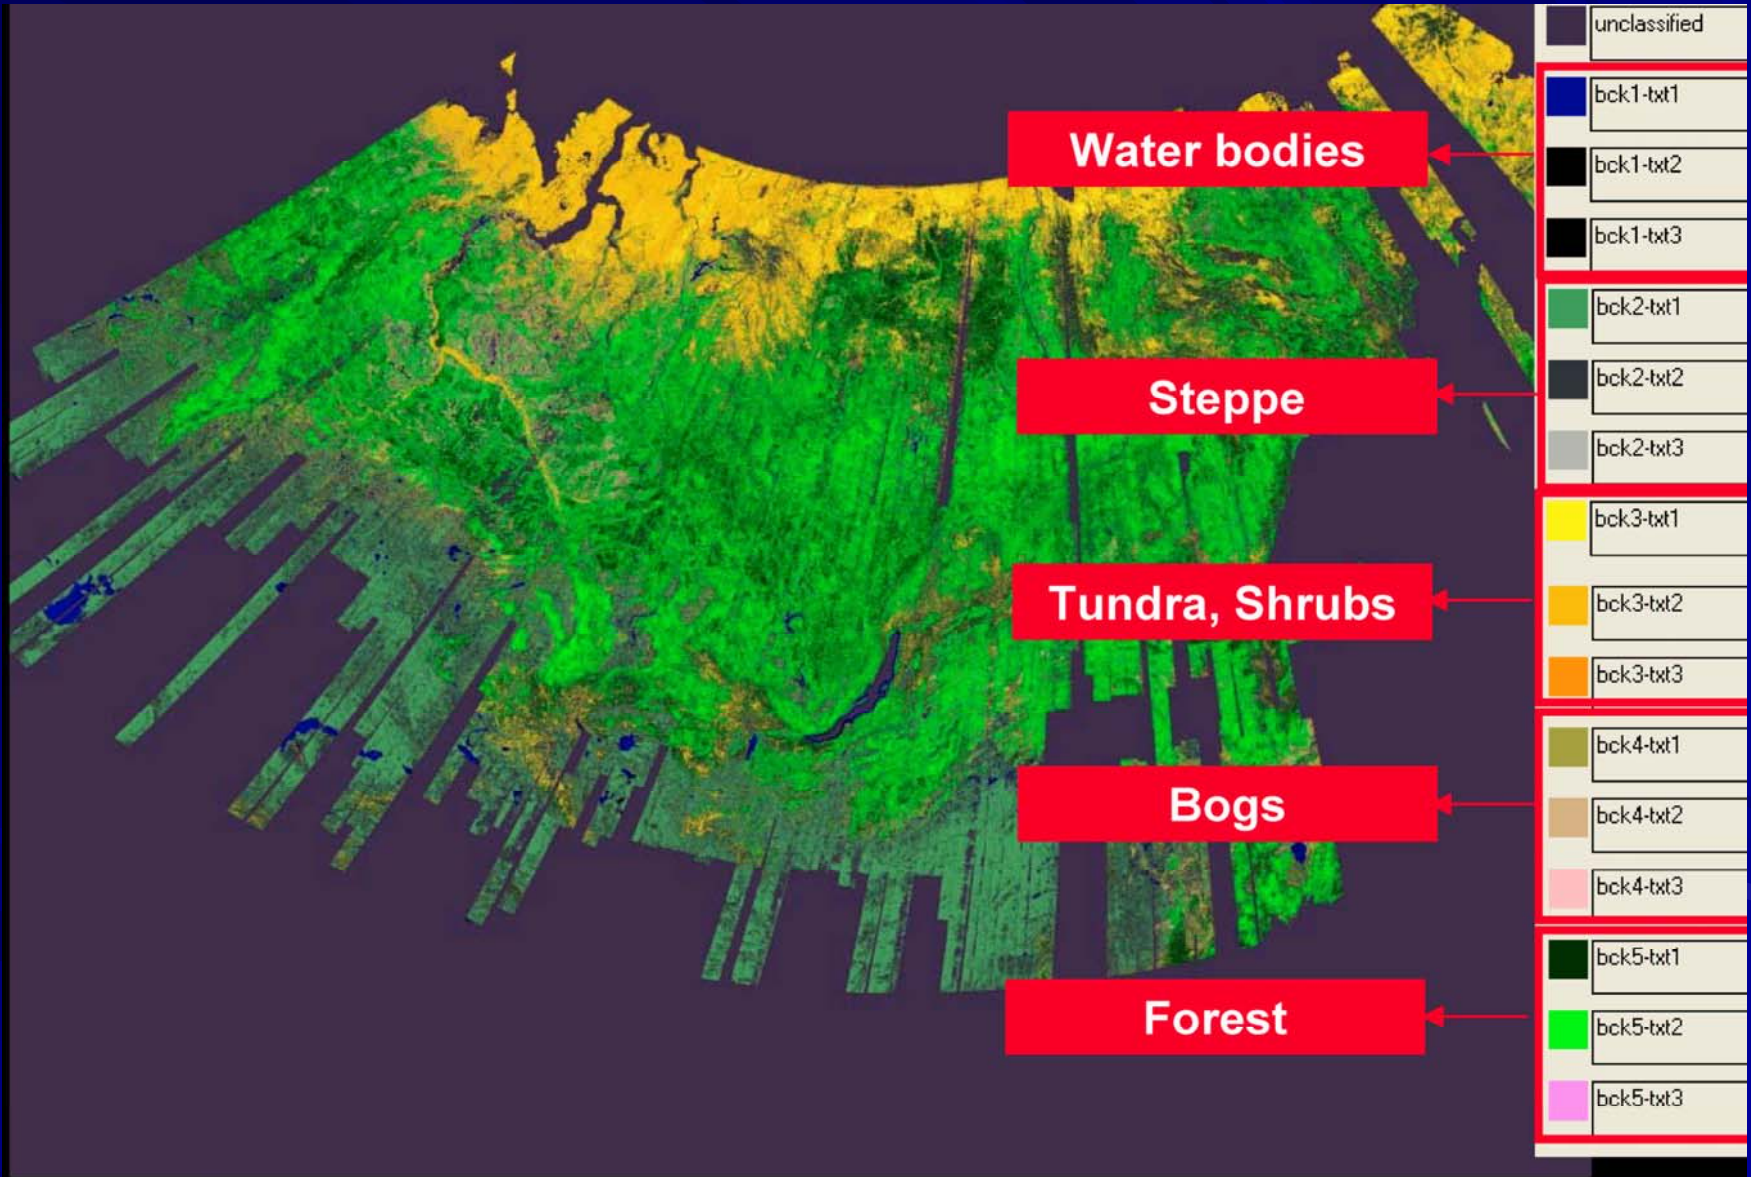 unclassified
Water bodies
bck1-txt1
bck1-txt2
bck1-txt3
Steppe
bck2-txt1
bck2-txt2
bck2-txt3
Tundra, Shrubs
bck3-txt1
bck3-txt2
bck3-txt3
Bogs
bck4-txt1
bck4-txt2
bck4-txt3
Forest
bck5-txt1
bck5-txt2
bck5-txt3